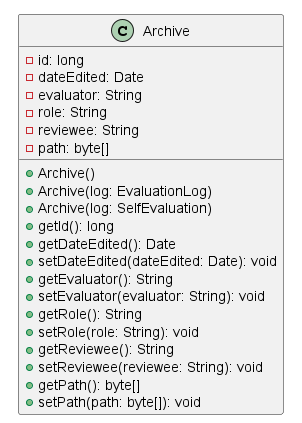 C Archive
id: long
dateEdited: Date
evaluator: String
role: String
reviewee: String
path: byte[]
Archive()
Archive(log: EvaluationLog)
Archive(log: SelfEvaluation)
getId(): long
getDateEdited(): Date
setDateEdited(dateEdited: Date): void
getEvaluator(): String
setEvaluator(evaluator: String): void
getRole(): String
setRole(role: String): void
getReviewee(): String
setReviewee(reviewee: String): void
getPath(): byte[]
setPath(path: byte[]): void